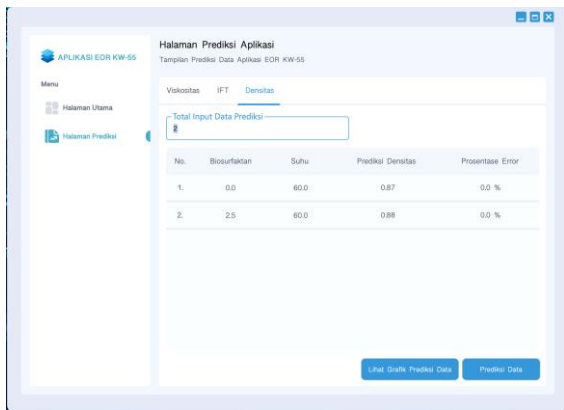 APLIKASI EOR KW-55
Menu
Halaman Utama
Halaman Prediksi
Halaman Prediksi Aplikasi
Tampilan Prediksi Data Aplikasi EOR KW-55
Viskositas IFT Densitas
Total Input Data Prediksi
2
No. Biosurfaktan Suhu Prediksi Densitas Prosentase Error
1. 0.0 60.0 0.87 0.0 %
2. 2.5 60.0 0.88 0.0 %
Lihat Grafik Prediksi Data Prediksi Data